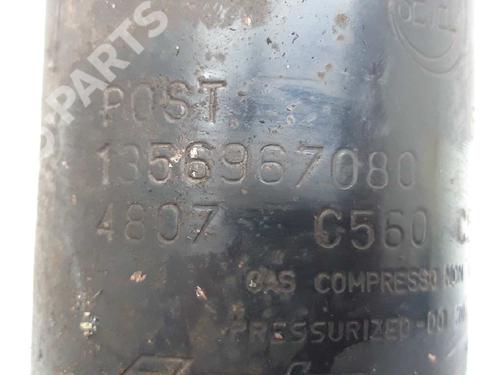 POST
1356967080
4807 C560
GAS COMPRESSO NON
PRESSURIZED-DO